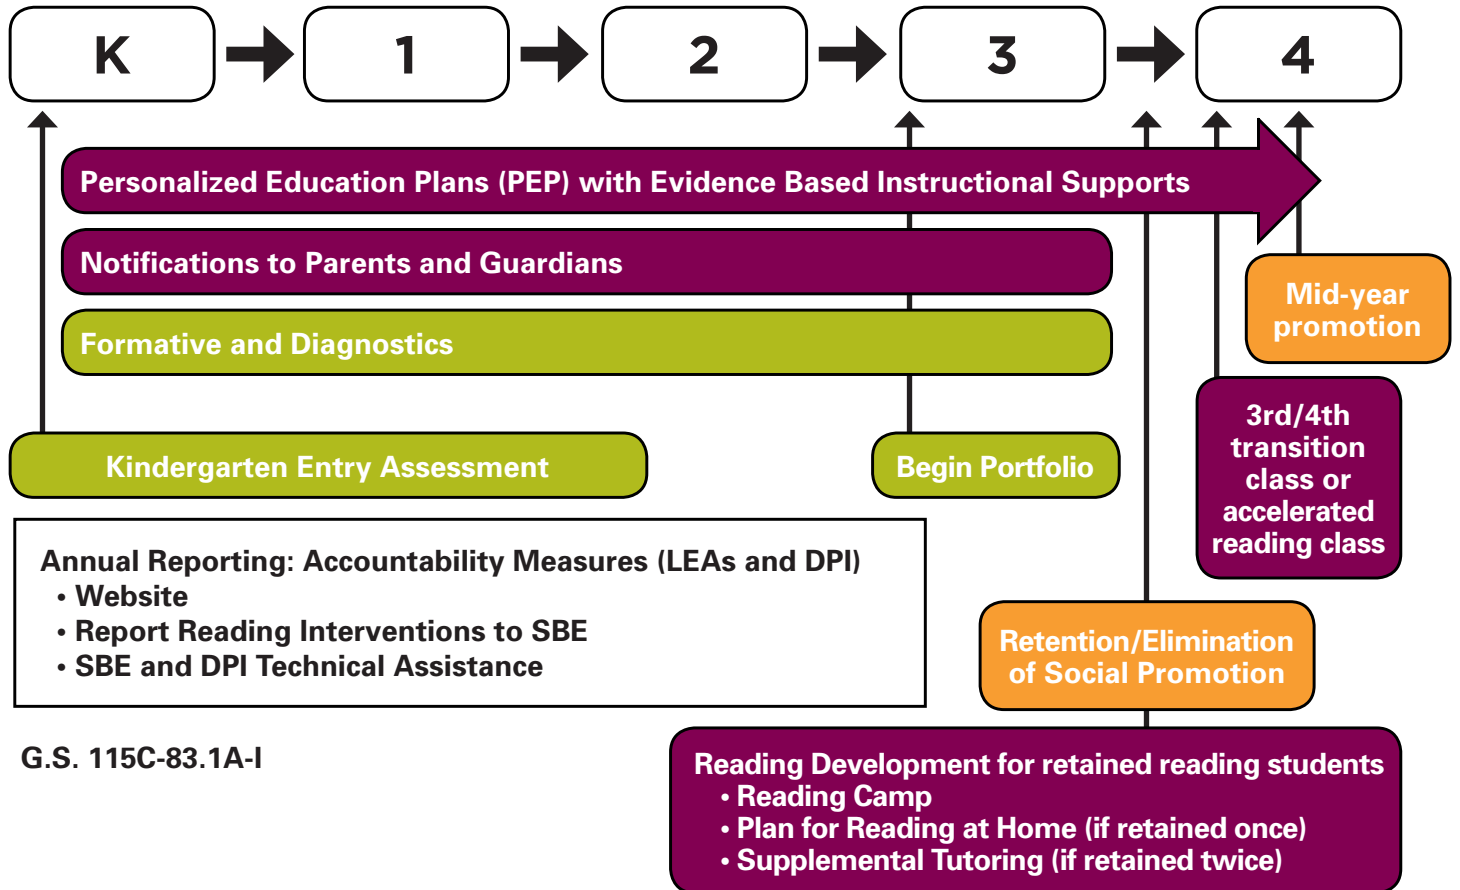 K
1
2
3
4
Personalized Education Plans (PEP) with Evidence Based Instructional Supports
Notifications to Parents and Guardians
Formative and Diagnostics
Mid-year
promotion
Kindergarten Entry Assessment
Begin Portfolio
3rd/4th
transition
class or
accelerated
reading class
Annual Reporting: Accountability Measures (LEAs and DPI)
• Website
• Report Reading Interventions to SBE
• SBE and DPI Technical Assistance
Retention/Elimination
of Social Promotion
G.S. 115C-83.1A-I
Reading Development for retained reading students
• Reading Camp
• Plan for Reading at Home (if retained once)
• Supplemental Tutoring (if retained twice)